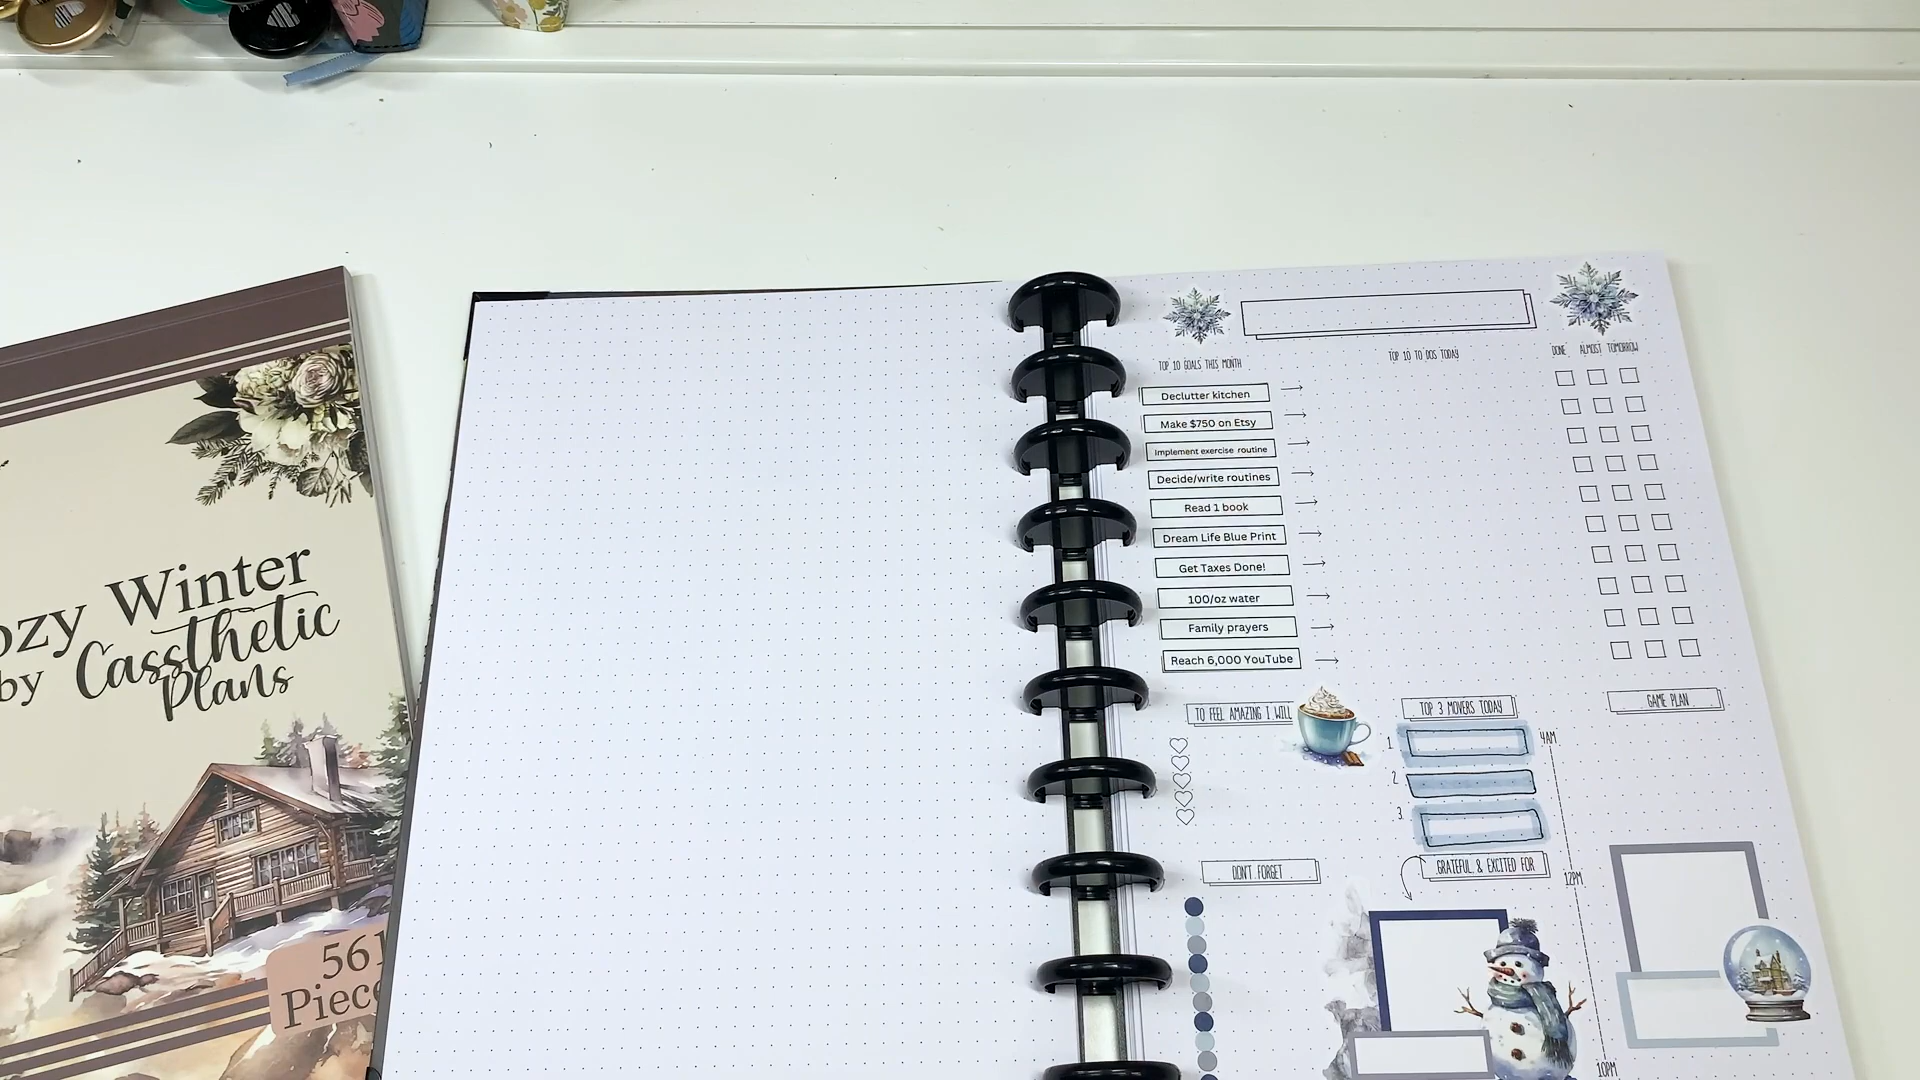 Winter
by Cassthetic
Plans
561
TOP 10 GOALS THIS MONTH
TOP 10 TO DOS TODAY
DONE ALMOST TOMORROW
Declutter kitchen
Make $750 on Etsy
Implement exercise routine
Decide/write routines
Read 1 book
Dream Life Blue Print
Get Taxes Done!
100/oz water
Family prayers
Reach 6,000 YouTube
TO FEEL AMAZING I WILL
TOP 3 MOVERS TODAY
GAME PLAN
1.
2.
3.
4AM
DON'T FORGET
GRATEFUL & EXCITED FOR
12PM
10PM